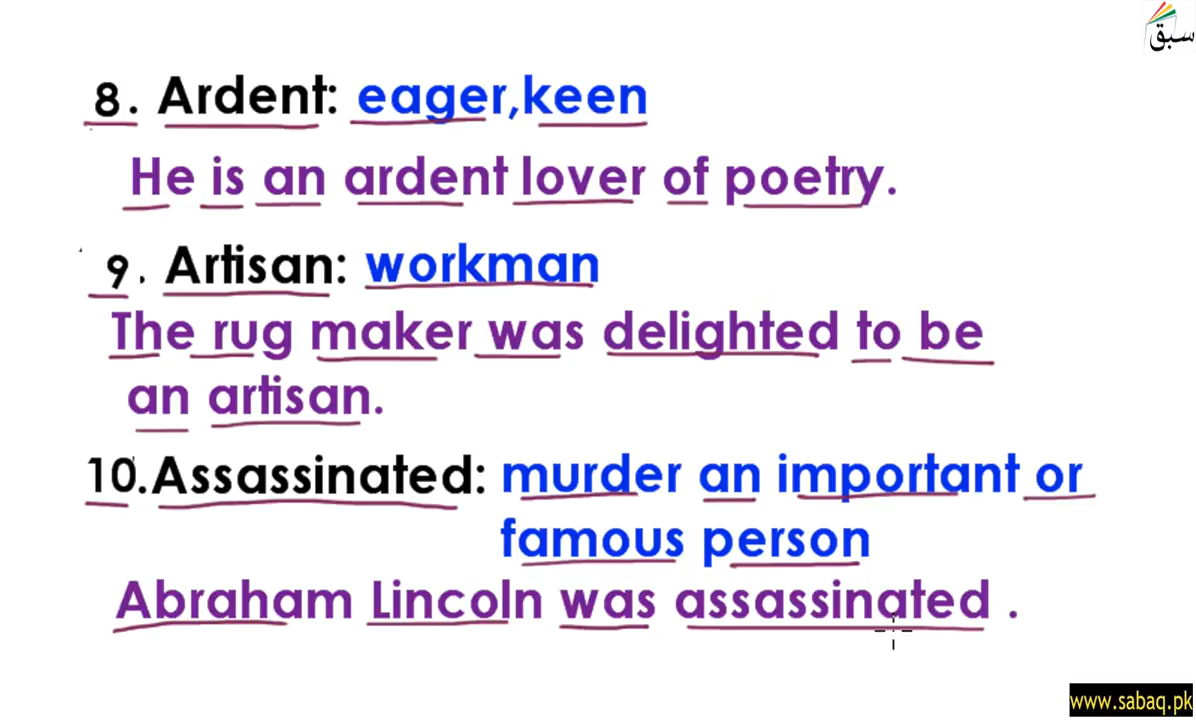 سبق
8. Ardent: eager,keen
He is an ardent lover of poetry.
9. Artisan: workman
The rug maker was delighted to be
an artisan.
10.Assassinated: murder an important or
famous person
Abraham Lincoln was assassinated .
www.sabaq.pk